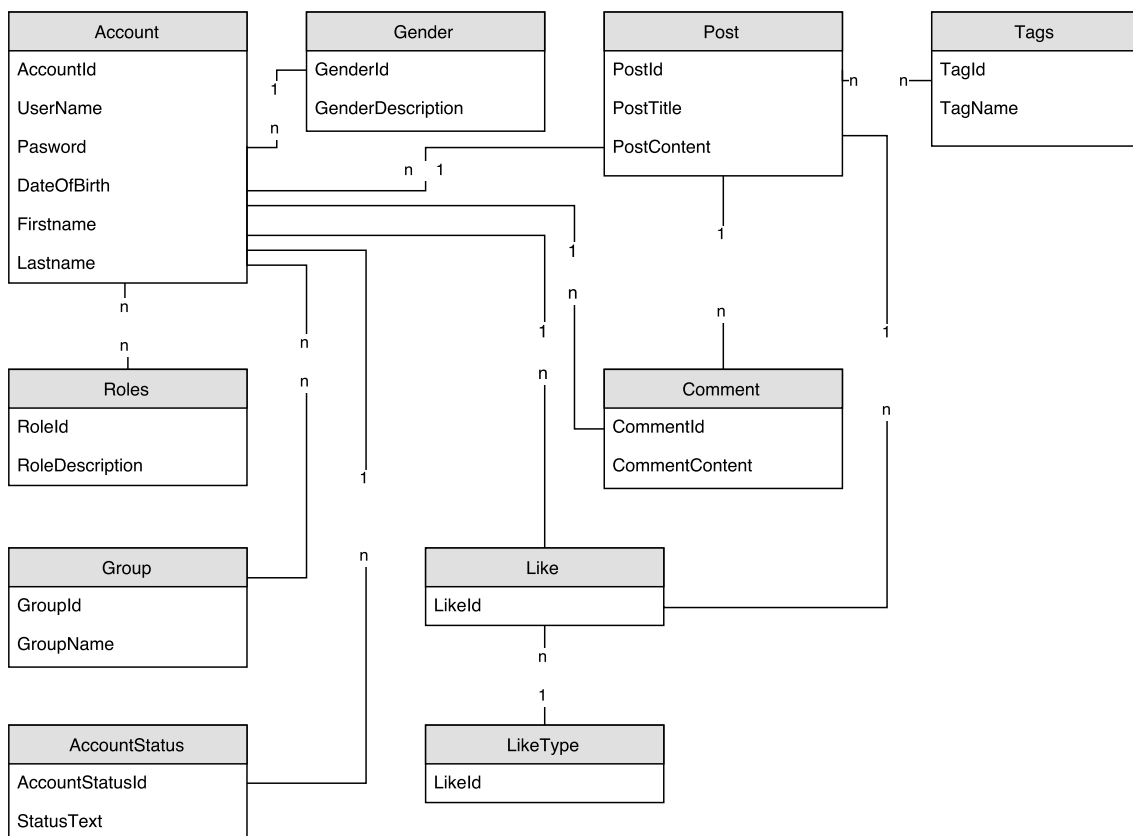 Account
AccountId
UserName
Pasword
DateOfBirth
Firstname
Lastname
Gender
GenderId
GenderDescription
Post
PostId
PostTitle
PostContent
Tags
TagId
TagName
1
n
n
n
n 1
1
n
1
n
1
n
1
n
n
n
n
n
1
n
Roles
RoleId
RoleDescription
Comment
CommentId
CommentContent
Group
GroupId
GroupName
Like
LikeId
n
1
AccountStatus
AccountStatusId
StatusText
LikeType
LikeId